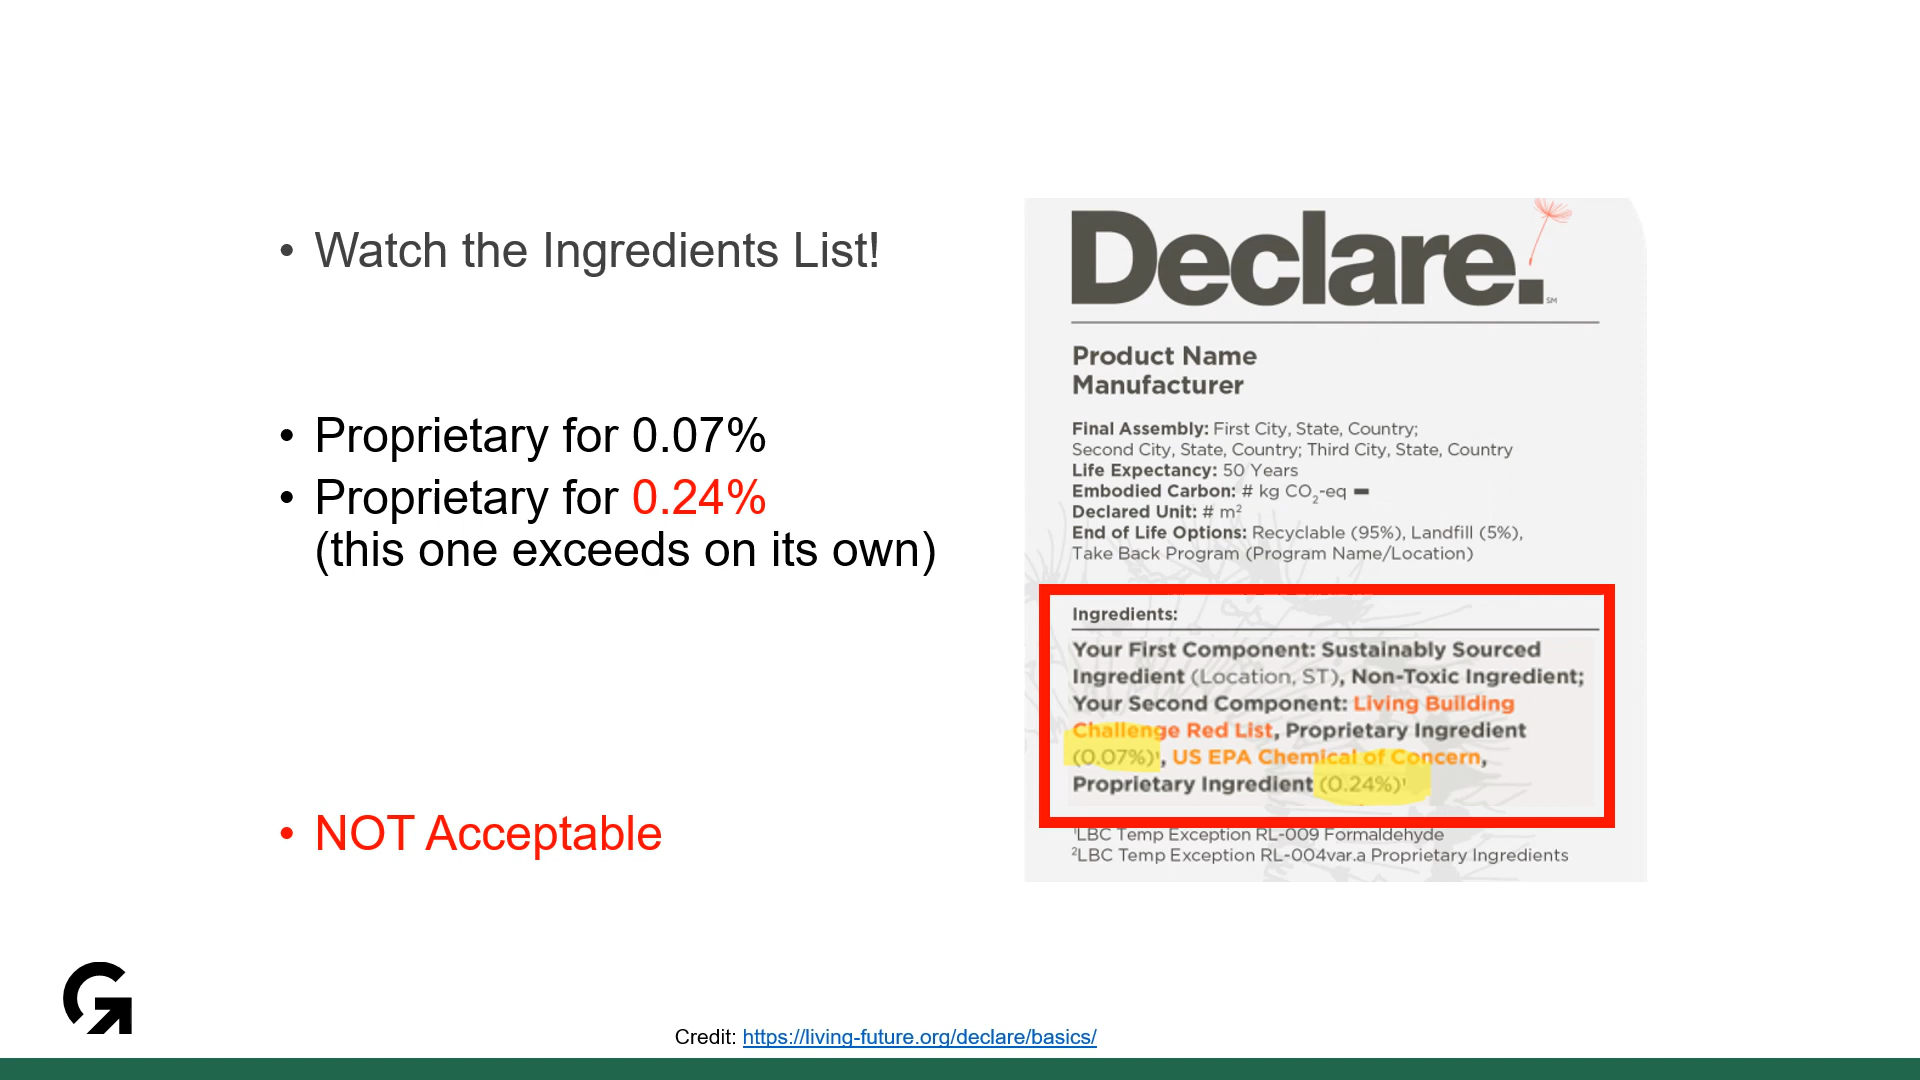 • Watch the Ingredients List!
• Proprietary for 0.07%
• Proprietary for 0.24%
(this one exceeds on its own)
• NOT Acceptable
Declare.
SM
Product Name
Manufacturer
Final Assembly: First City, State, Country;
Second City, State, Country; Third City, State, Country
Life Expectancy: 50 Years
Embodied Carbon: # kg CO₂-eq ▬
Declared Unit: # m²
End of Life Options: Recyclable (95%), Landfill (5%),
Take Back Program (Program Name/Location)
Ingredients:
Your First Component: Sustainably Sourced
Ingredient (Location, ST), Non-Toxic Ingredient;
Your Second Component: Living Building
Challenge Red List, Proprietary Ingredient
(0.07%)¹, US EPA Chemical of Concern,
Proprietary Ingredient (0.24%)¹
¹LBC Temp Exception RL-009 Formaldehyde
²LBC Temp Exception RL-004var.a Proprietary Ingredients
Credit: https://living-future.org/declare/basics/